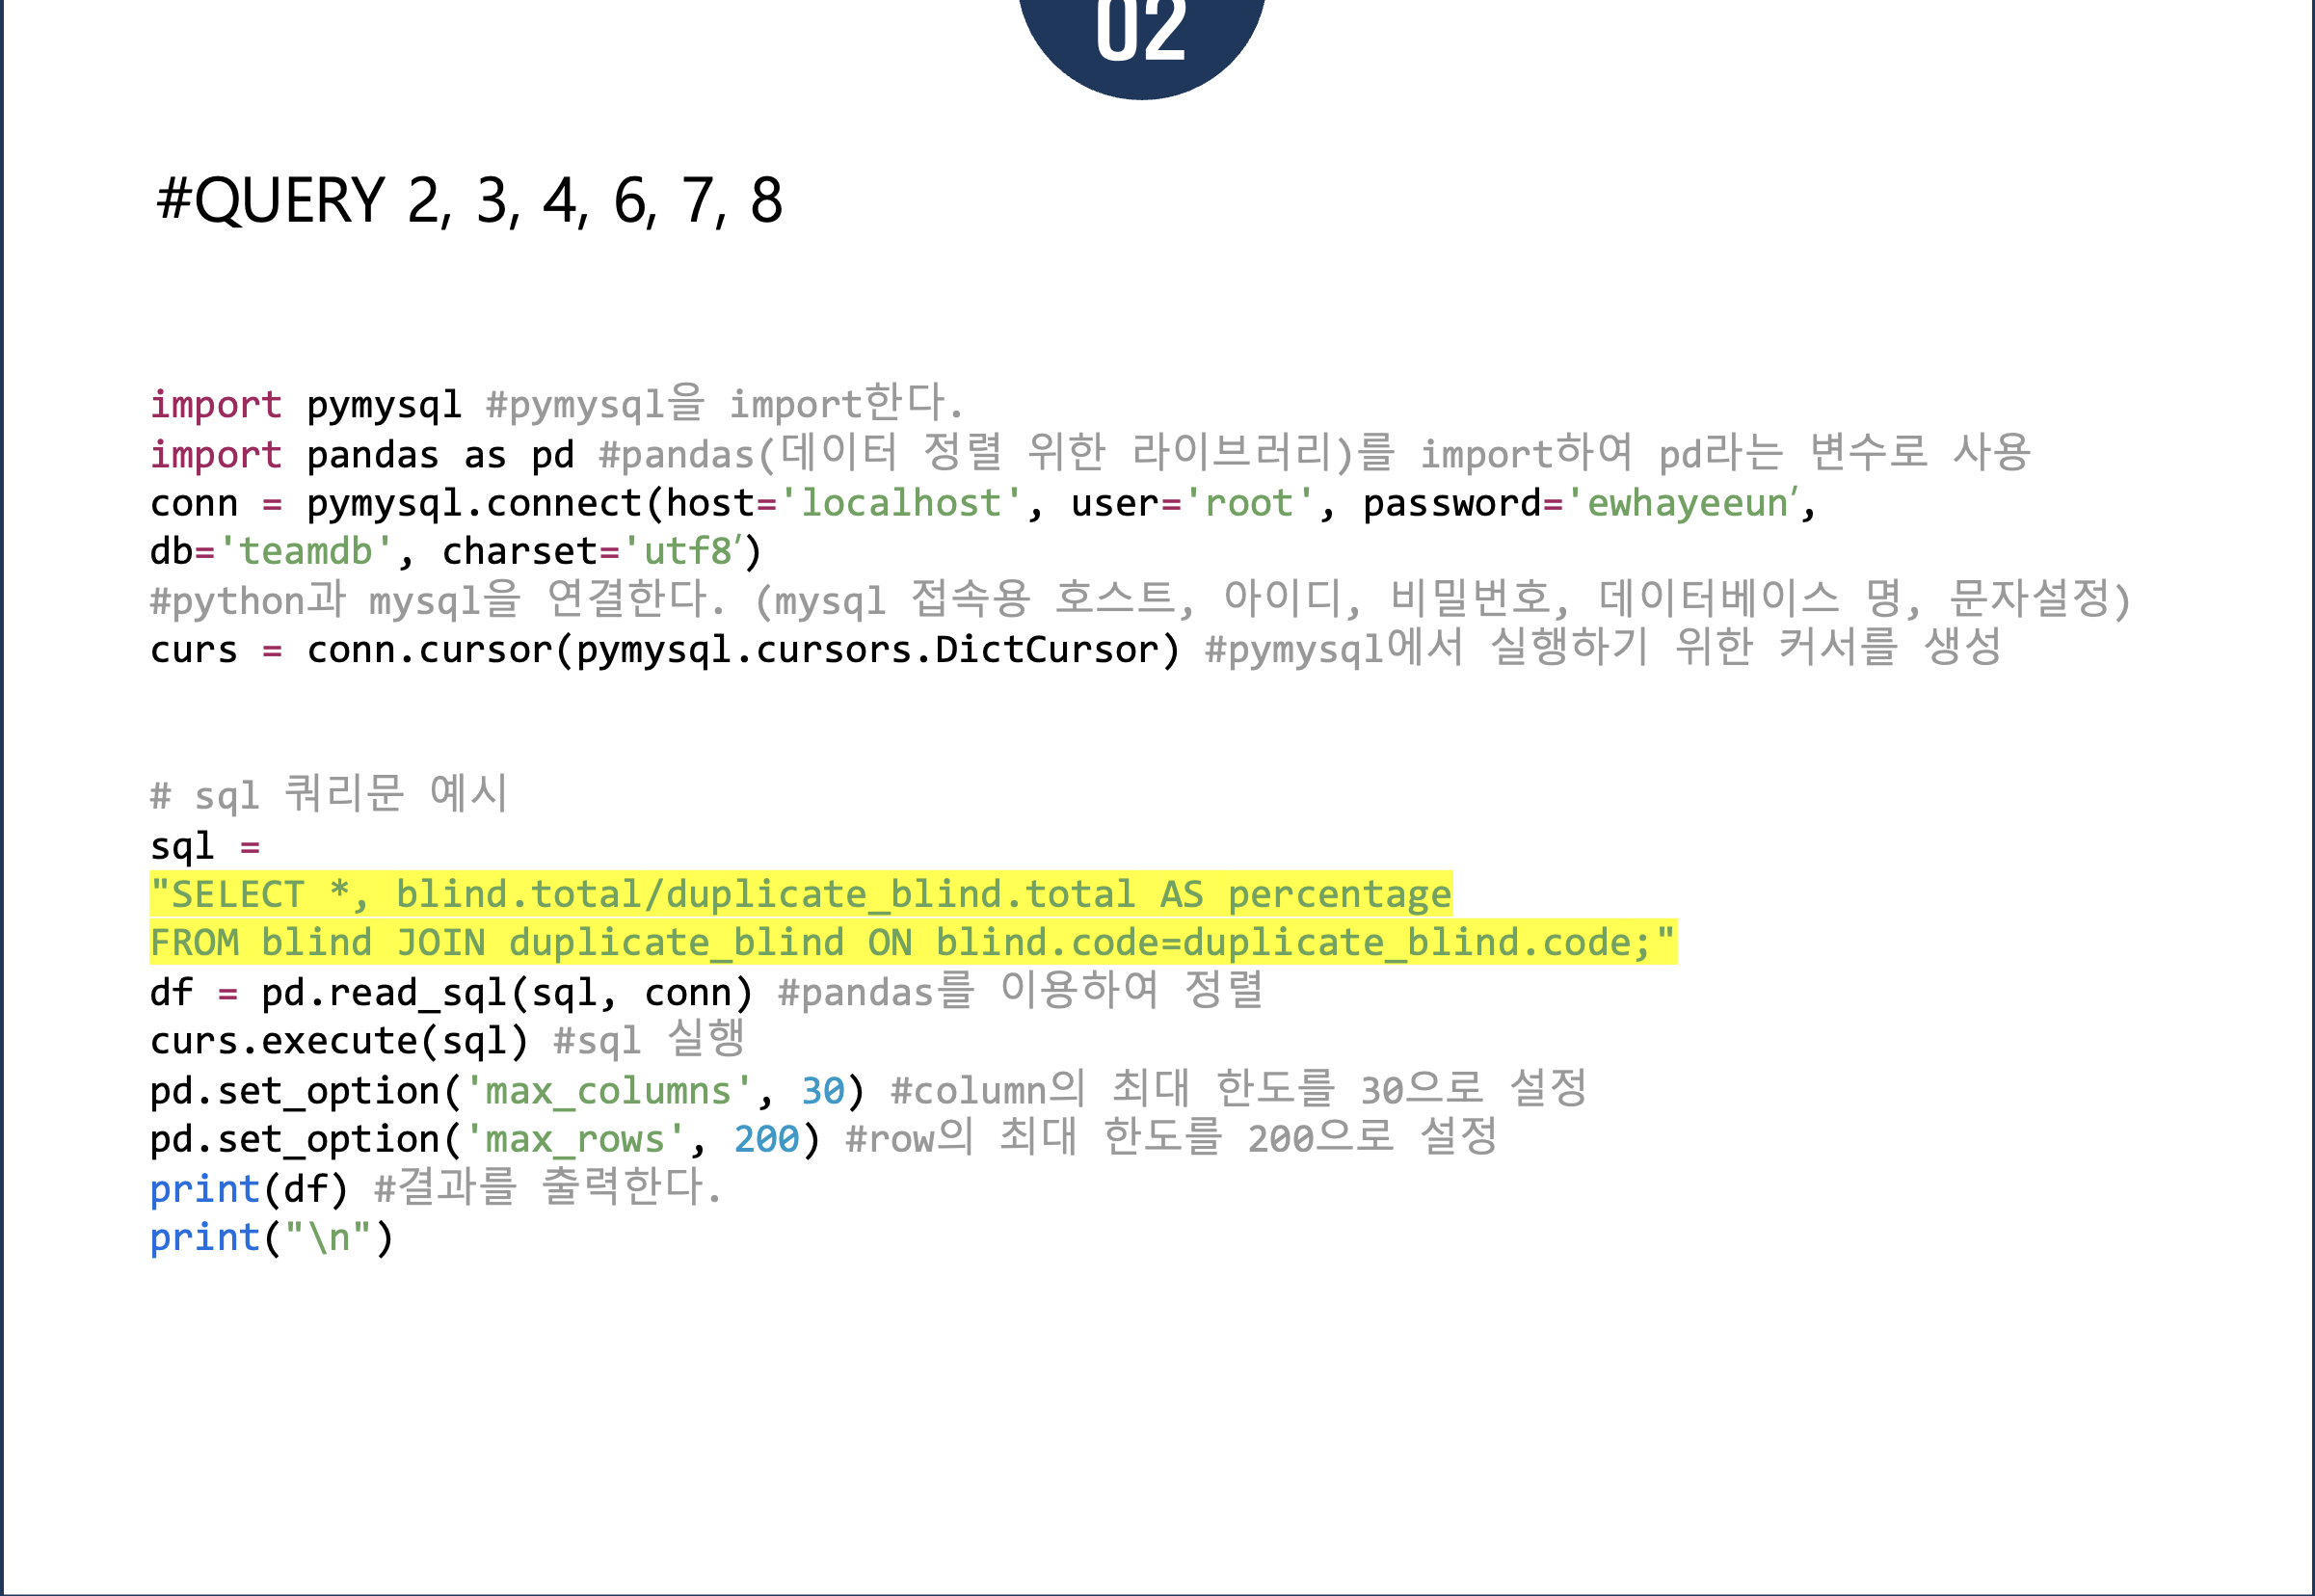 02
#QUERY 2, 3, 4, 6, 7, 8
import pymysql #pymysql을 import한다.
import pandas as pd #pandas(데이터 정렬 위한 라이브러리)를 import하여 pd라는 변수로 사용
conn = pymysql.connect(host='localhost', user='root', password='ewhayeeun’,
db='teamdb', charset='utf8’)
#python과 mysql을 연결한다. (mysql 접속용 호스트, 아이디, 비밀번호, 데이터베이스 명, 문자설정)
curs = conn.cursor(pymysql.cursors.DictCursor) #pymysql에서 실행하기 위한 커서를 생성
# sql 쿼리문 예시
sql =
"SELECT *, blind.total/duplicate_blind.total AS percentage
FROM blind JOIN duplicate_blind ON blind.code=duplicate_blind.code;"
df = pd.read_sql(sql, conn) #pandas를 이용하여 정렬
curs.execute(sql) #sql 실행
pd.set_option('max_columns', 30) #column의 최대 한도를 30으로 설정
pd.set_option('max_rows', 200) #row의 최대 한도를 200으로 설정
print(df) #결과를 출력한다.
print("\n")